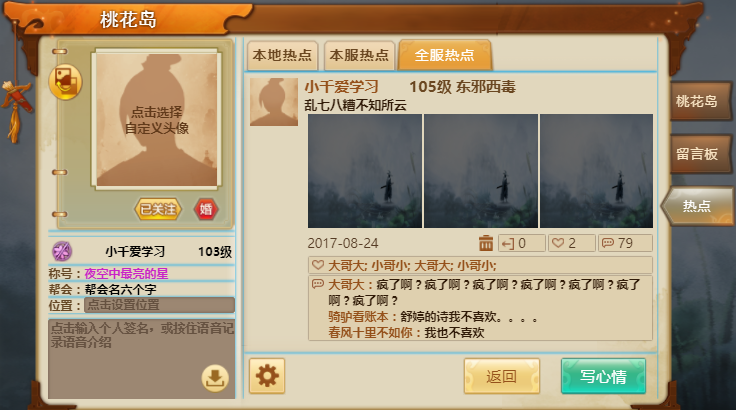 桃花岛
本地热点 本服热点 全服热点
点击选择
自定义头像
已关注 婚
小千爱学习 103级
称号：夜空中最亮的星
帮会：帮会名六个字
位置：点击设置位置
点击输入个人签名，或按住语音记
录语音介绍
小千爱学习 105级 东邪西毒
乱七八糟不知所云
2017-08-24 0 2 79
大哥大; 小哥小; 大哥大; 小哥小;
大哥大：疯了啊？疯了啊？疯了啊？疯了啊？疯了啊？疯了
啊？疯了啊？
骑驴看账本：舒婷的诗我不喜欢。。。。
春风十里不如你：我也不喜欢
返回 写心情
桃花岛
留言板
热点